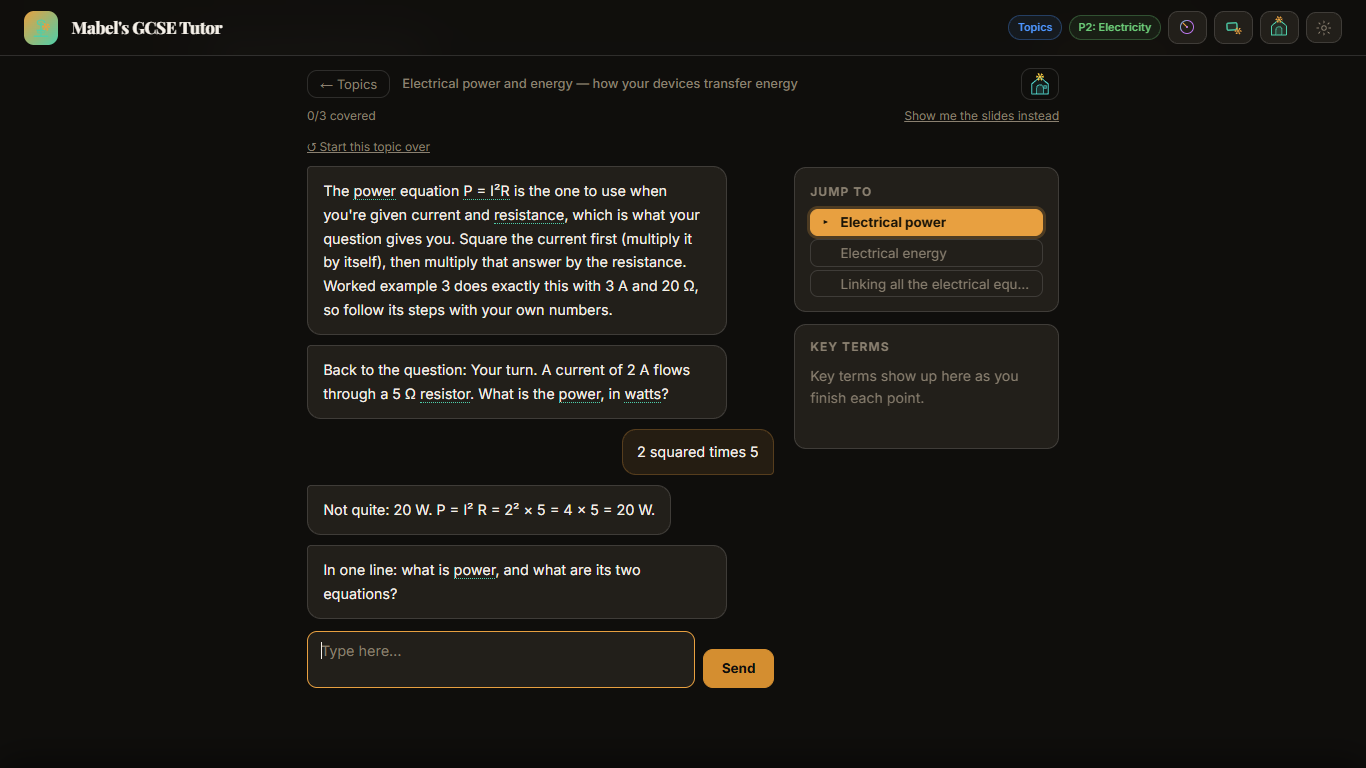 Mabel's GCSE Tutor
Topics
P2: Electricity
← Topics
Electrical power and energy — how your devices transfer energy
0/3 covered
Show me the slides instead
↺ Start this topic over
The power equation P = I²R is the one to use when
you're given current and resistance, which is what your
question gives you. Square the current first (multiply it
by itself), then multiply that answer by the resistance.
Worked example 3 does exactly this with 3 A and 20 Ω,
so follow its steps with your own numbers.
Back to the question: Your turn. A current of 2 A flows
through a 5 Ω resistor. What is the power, in watts?
2 squared times 5
Not quite: 20 W. P = I² R = 2² × 5 = 4 × 5 = 20 W.
In one line: what is power, and what are its two
equations?
Type here...
Send
JUMP TO
‣ Electrical power
Electrical energy
Linking all the electrical equ...
KEY TERMS
Key terms show up here as you
finish each point.